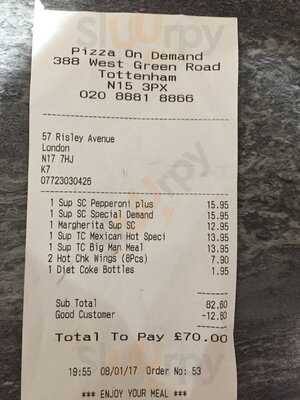 Pizza On Demand
388 West Green Road
Tottenham
N15 3PX
020 8881 8866
57 Risley Avenue
London
N17 7HJ
K7
07723030426
1 Sup SC Pepperoni plus 15.95
1 Sup SC Special Demand 15.95
1 Margherita Sup SC 12.95
1 Sup TC Mexican Hot Speci 13.95
1 Sup TC Big Man Meal 13.95
2 Hot Chk Wings (8Pcs) 7.90
1 Diet Coke Bottles 1.95
Sub Total 82.60
Good Customer -12.60
Total To Pay £70.00
19:55 08/01/17 Order No: 53
*** ENJOY YOUR MEAL ***